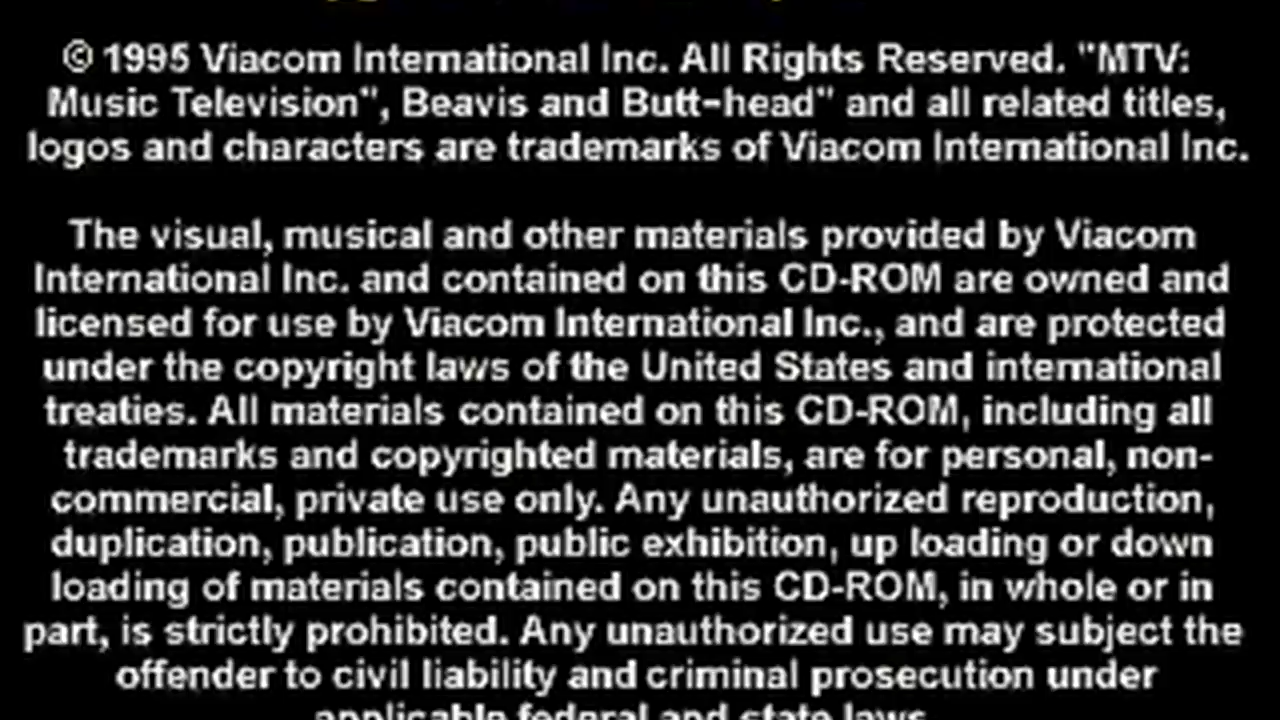 © 1995 Viacom International Inc. All Rights Reserved. "MTV:
Music Television", Beavis and Butt-head" and all related titles,
logos and characters are trademarks of Viacom International Inc.
The visual, musical and other materials provided by Viacom
International Inc. and contained on this CD-ROM are owned and
licensed for use by Viacom International Inc., and are protected
under the copyright laws of the United States and international
treaties. All materials contained on this CD-ROM, including all
trademarks and copyrighted materials, are for personal, non-
commercial, private use only. Any unauthorized reproduction,
duplication, publication, public exhibition, up loading or down
loading of materials contained on this CD-ROM, in whole or in
part, is strictly prohibited. Any unauthorized use may subject the
offender to civil liability and criminal prosecution under
applicable federal and state laws